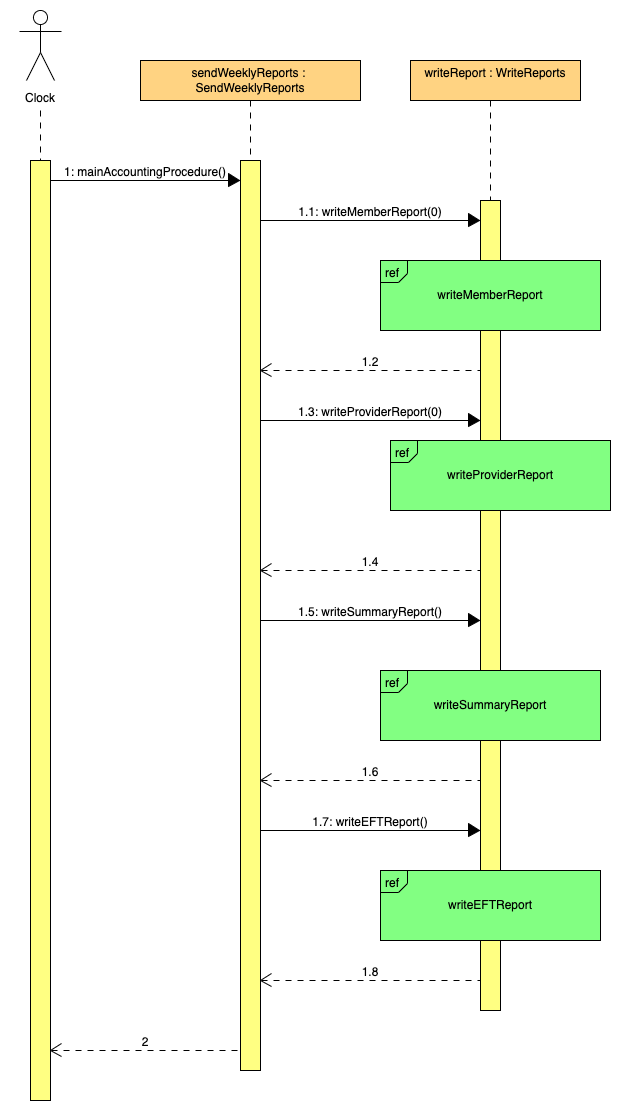 Clock
sendWeeklyReports :
SendWeeklyReports
writeReport : WriteReports
1: mainAccountingProcedure()
1.1: writeMemberReport(0)
ref
writeMemberReport
1.2
1.3: writeProviderReport(0)
ref
writeProviderReport
1.4
1.5: writeSummaryReport()
ref
writeSummaryReport
1.6
1.7: writeEFTReport()
ref
writeEFTReport
1.8
2